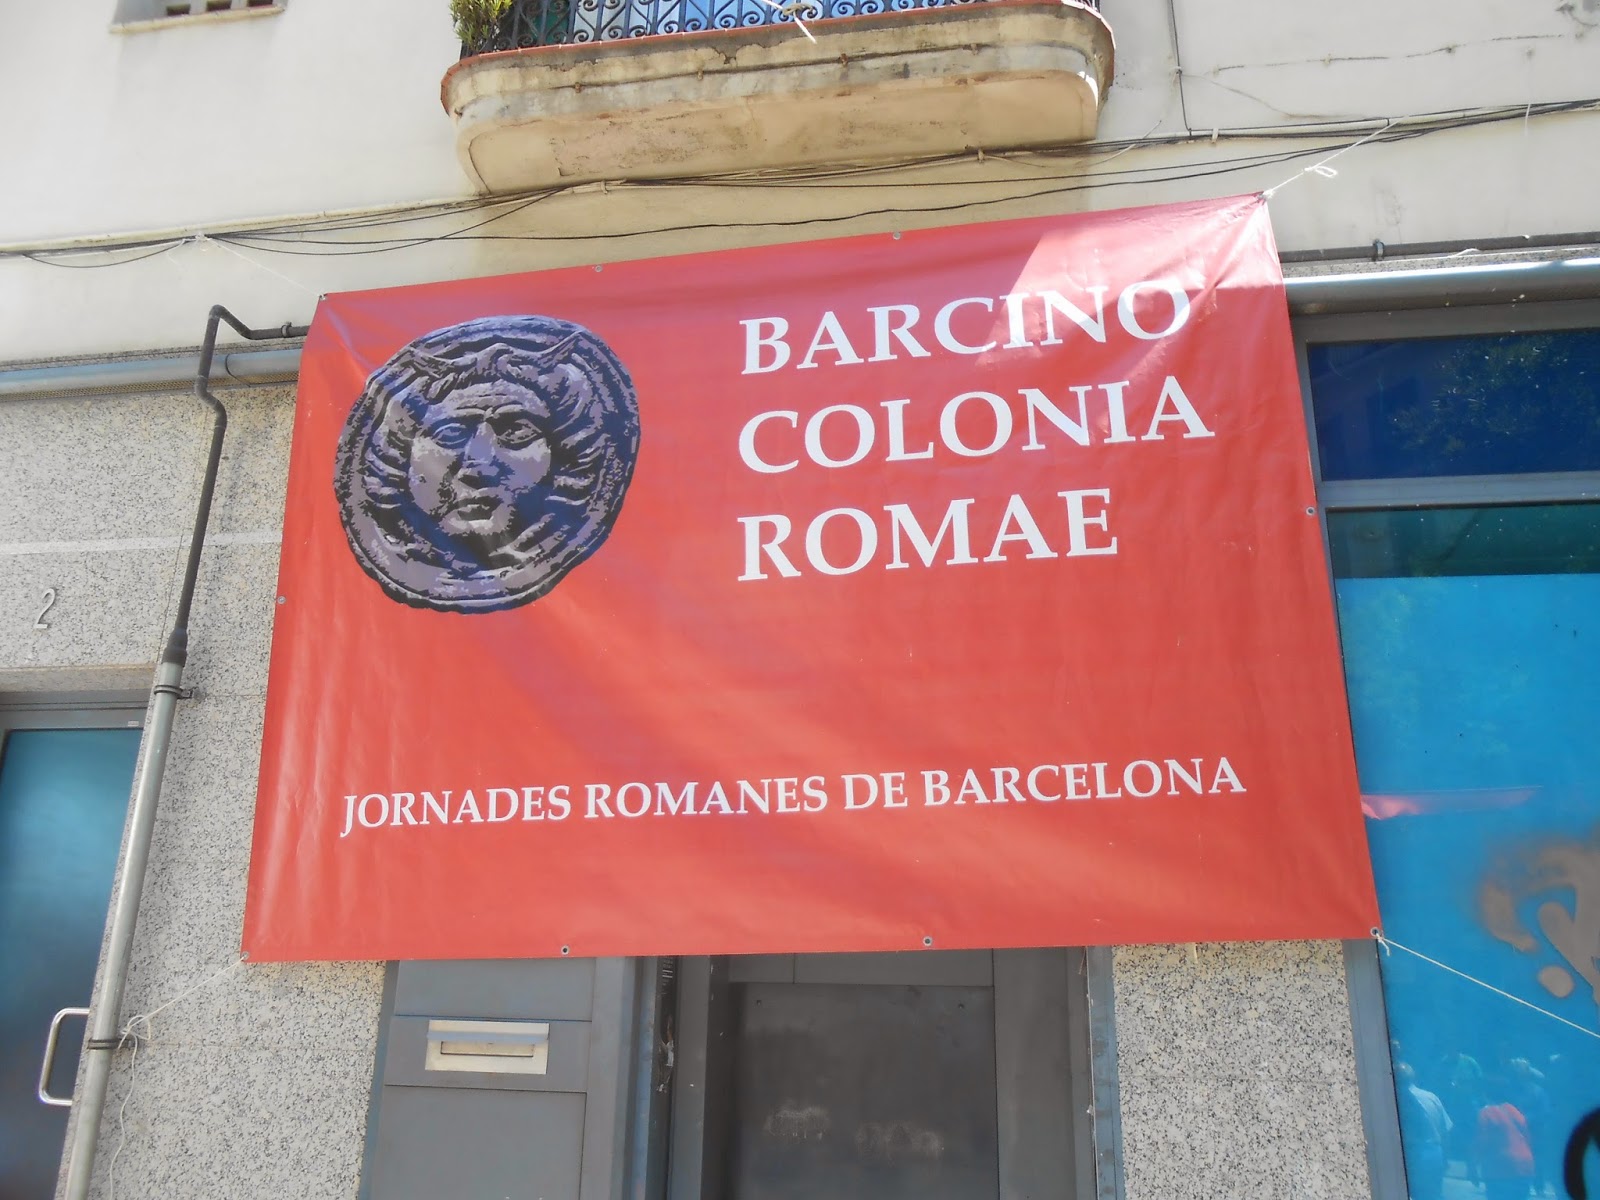 BARCINO
COLONIA
ROMAE
JORNADES ROMANES DE BARCELONA
2